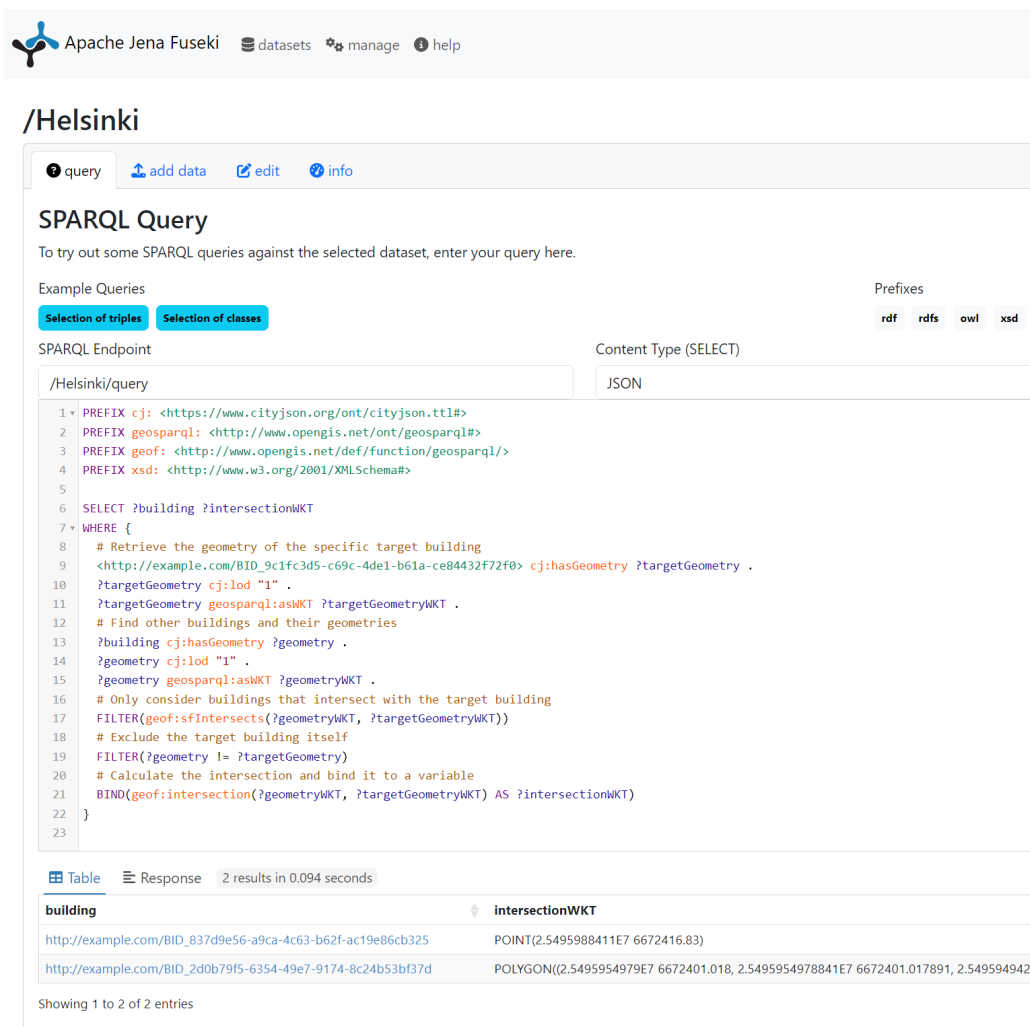 Apache Jena Fuseki datasets manage help
/Helsinki
query add data edit info
SPARQL Query
To try out some SPARQL queries against the selected dataset, enter your query here.
Example Queries Prefixes
Selection of triples Selection of classes rdf rdfs owl xsd
SPARQL Endpoint Content Type (SELECT)
/Helsinki/query JSON
1 PREFIX cj: <https://www.cityjson.org/ont/cityjson.ttl#>
2 PREFIX geosparql: <http://www.opengis.net/ont/geosparql#>
3 PREFIX geof: <http://www.opengis.net/def/function/geosparql/>
4 PREFIX xsd: <http://www.w3.org/2001/XMLSchema#>
5
6 SELECT ?building ?intersectionWKT
7 WHERE {
8 # Retrieve the geometry of the specific target building
9 <http://example.com/BID_9c1fc3d5-c69c-4de1-b61a-ce84432f72f0> cj:hasGeometry ?targetGeometry .
10 ?targetGeometry cj:lod "1" .
11 ?targetGeometry geosparql:asWKT ?targetGeometryWKT .
12 # Find other buildings and their geometries
13 ?building cj:hasGeometry ?geometry .
14 ?geometry cj:lod "1" .
15 ?geometry geosparql:asWKT ?geometryWKT .
16 # Only consider buildings that intersect with the target building
17 FILTER(geof:sfIntersects(?geometryWKT, ?targetGeometryWKT))
18 # Exclude the target building itself
19 FILTER(?geometry != ?targetGeometry)
20 # Calculate the intersection and bind it to a variable
21 BIND(geof:intersection(?geometryWKT, ?targetGeometryWKT) AS ?intersectionWKT)
22 }
23
Table Response 2 results in 0.094 seconds
building intersectionWKT
http://example.com/BID_837d9e56-a9ca-4c63-b62f-ac19e86cb325 POINT(2.5495988411E7 6672416.83)
http://example.com/BID_2d0b79f5-6354-49e7-9174-8c24b53bf37d POLYGON((2.5495954979E7 6672401.018, 2.5495954978841E7 6672401.017891, 2.549594942
Showing 1 to 2 of 2 entries